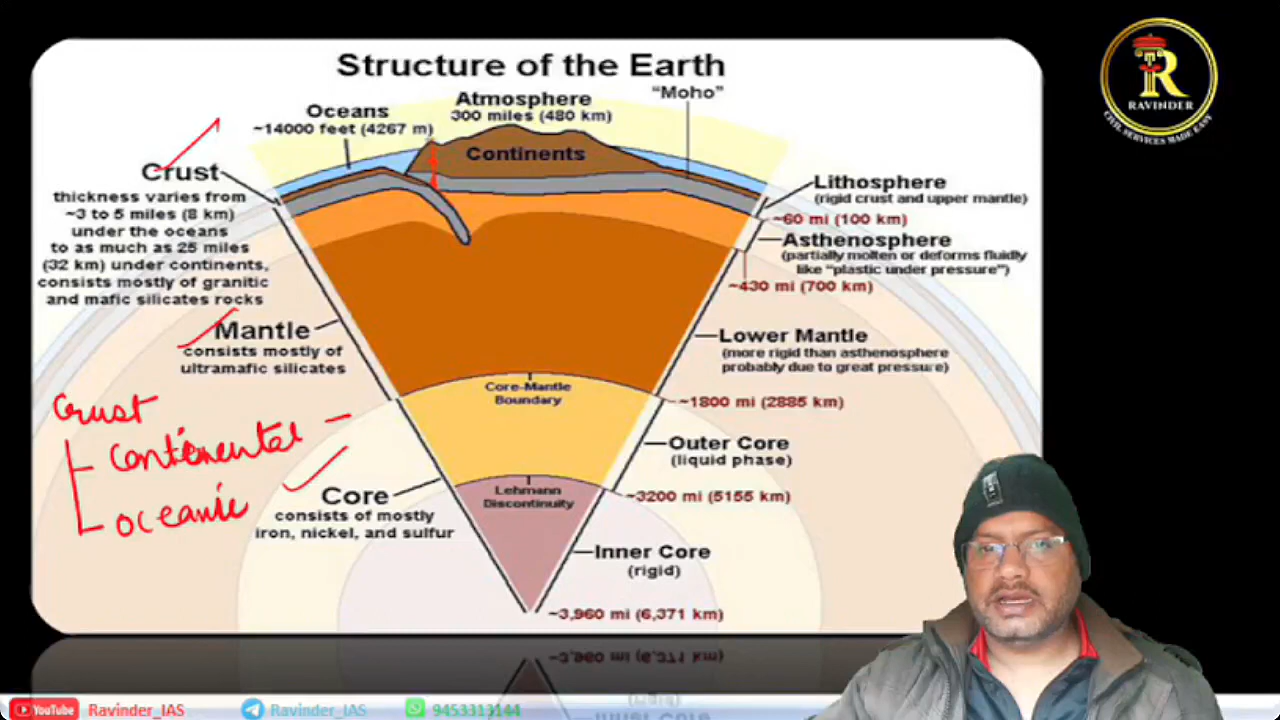 Structure of the Earth
"Moho"
Atmosphere
300 miles (480 km)
Oceans
~14000 feet (4267 m)
Continents
Crust
thickness varies from
~3 to 5 miles (8 km)
under the oceans
to as much as 25 miles
(32 km) under continents,
consists mostly of granitic
and mafic silicates rocks
Mantle
consists mostly of
ultramafic silicates
Crust
Continental
oceanic
Core
consists of mostly
iron, nickel, and sulfur
Core-Mantle
Boundary
Lehmann
Discontinuity
Lithosphere
(rigid crust and upper mantle)
~60 mi (100 km)
Asthenosphere
(partially molten or deforms fluidly
like "plastic under pressure")
~430 mi (700 km)
Lower Mantle
(more rigid than asthenosphere
probably due to great pressure)
~1800 mi (2885 km)
Outer Core
(liquid phase)
~3200 mi (5155 km)
Inner Core
(rigid)
~3,960 mi (6,371 km)
R
RAVINDER
CIVIL SERVICES MADE EASY
YouTube Ravinder_IAS Ravinder_IAS 9453313144